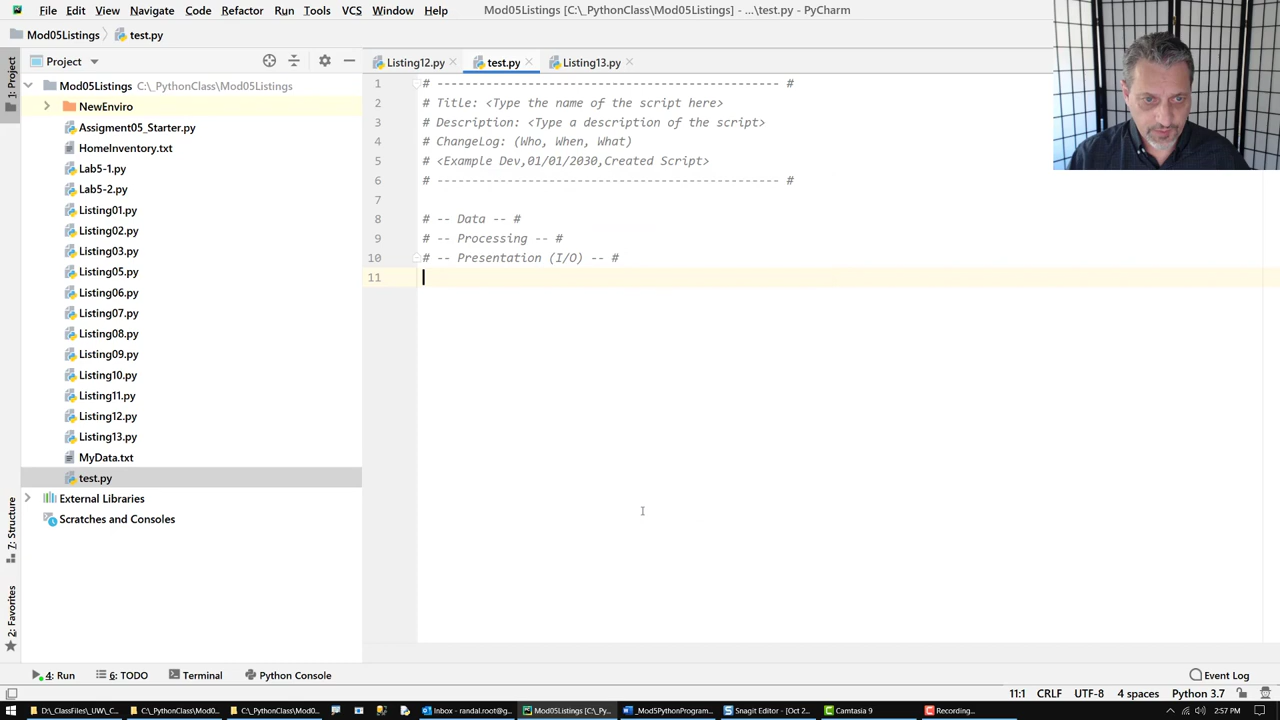 File Edit View Navigate Code Refactor Run Tools VCS Window Help Mod05Listings [C:\_PythonClass\Mod05Listings] - ...\test.py - PyCharm
Mod05Listings test.py
Project Listing12.py test.py Listing13.py
1: Project
Mod05Listings C:\_PythonClass\Mod05Listings
NewEnviro
Assigment05_Starter.py
HomeInventory.txt
Lab5-1.py
Lab5-2.py
Listing01.py
Listing02.py
Listing03.py
Listing05.py
Listing06.py
Listing07.py
Listing08.py
Listing09.py
Listing10.py
Listing11.py
Listing12.py
Listing13.py
MyData.txt
test.py
External Libraries
Scratches and Consoles
1 # ------------------------------------------------- #
2 # Title: <Type the name of the script here>
3 # Description: <Type a description of the script>
4 # ChangeLog: (Who, When, What)
5 # <Example Dev,01/01/2030,Created Script>
6 # ------------------------------------------------- #
7
8 # -- Data -- #
9 # -- Processing -- #
10 # -- Presentation (I/O) -- #
11
7: Structure
2: Favorites
4: Run 6: TODO Terminal Python Console Event Log
11:1 CRLF UTF-8 4 spaces Python 3.7
D:\_ClassFiles\_UW_C... C:\_PythonClass\Mod0... C:\_PythonClass\Mod0... Inbox - randal.root@g... Mod05Listings [C:\_Py... _Mod5PythonProgram... Snagit Editor - [Oct 2... Camtasia 9 Recording... 2:57 PM